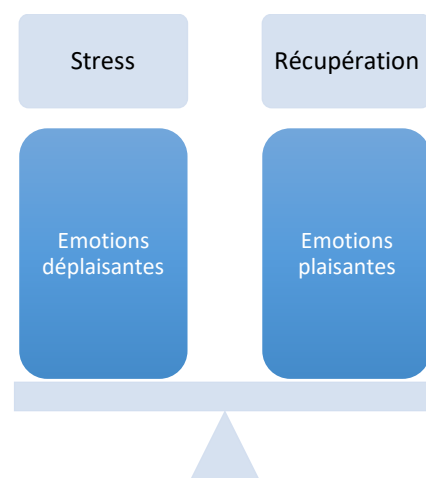 Stress
Récupération
Emotions
déplaisantes
Emotions
plaisantes